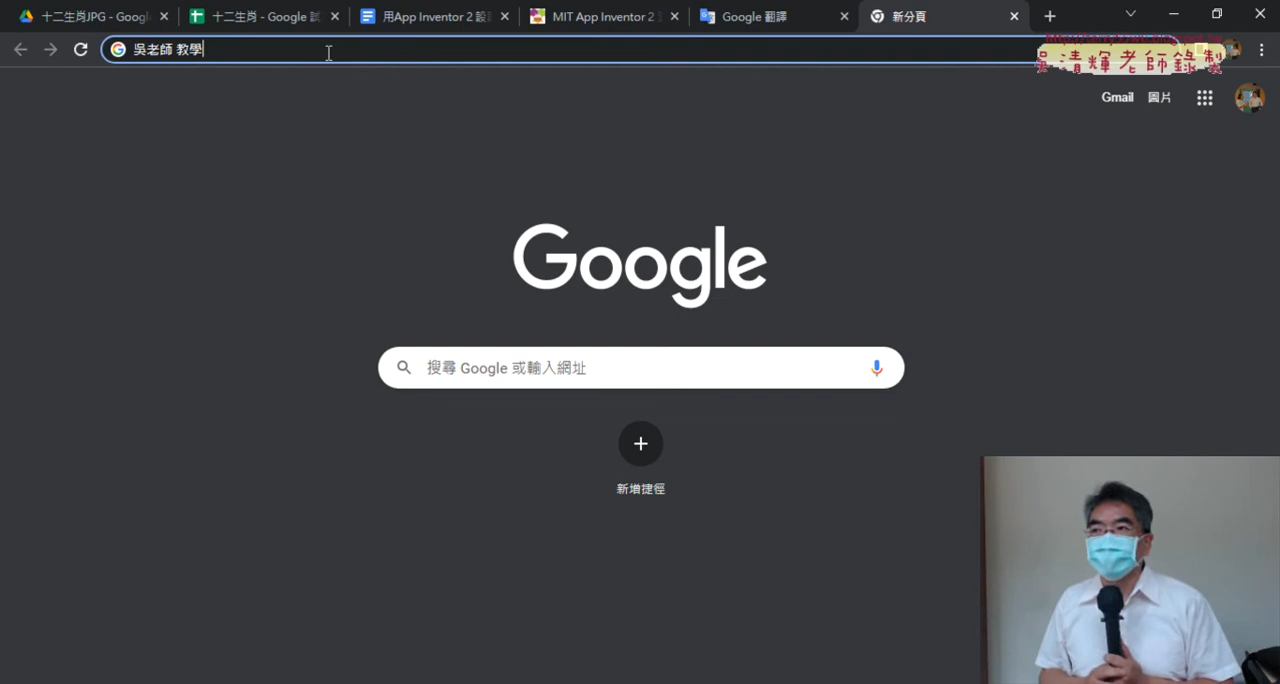 十二生肖JPG - Googl
十二生肖 - Google 試
用App Inventor 2 設
MIT App Inventor 2
Google 翻譯
新分頁
吳老師 教學
吳清輝老師錄製
Gmail
圖片
Google
搜尋 Google 或輸入網址
新增捷徑